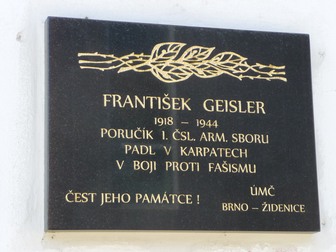 FRANTIŠEK GEISLER
1918 – 1944
PORUČÍK I. ČSL. ARM. SBORU
PADL V KARPATECH
V BOJI PROTI FAŠISMU
ČEST JEHO PAMÁTCE !
ÚMČ
BRNO – ŽIDENICE